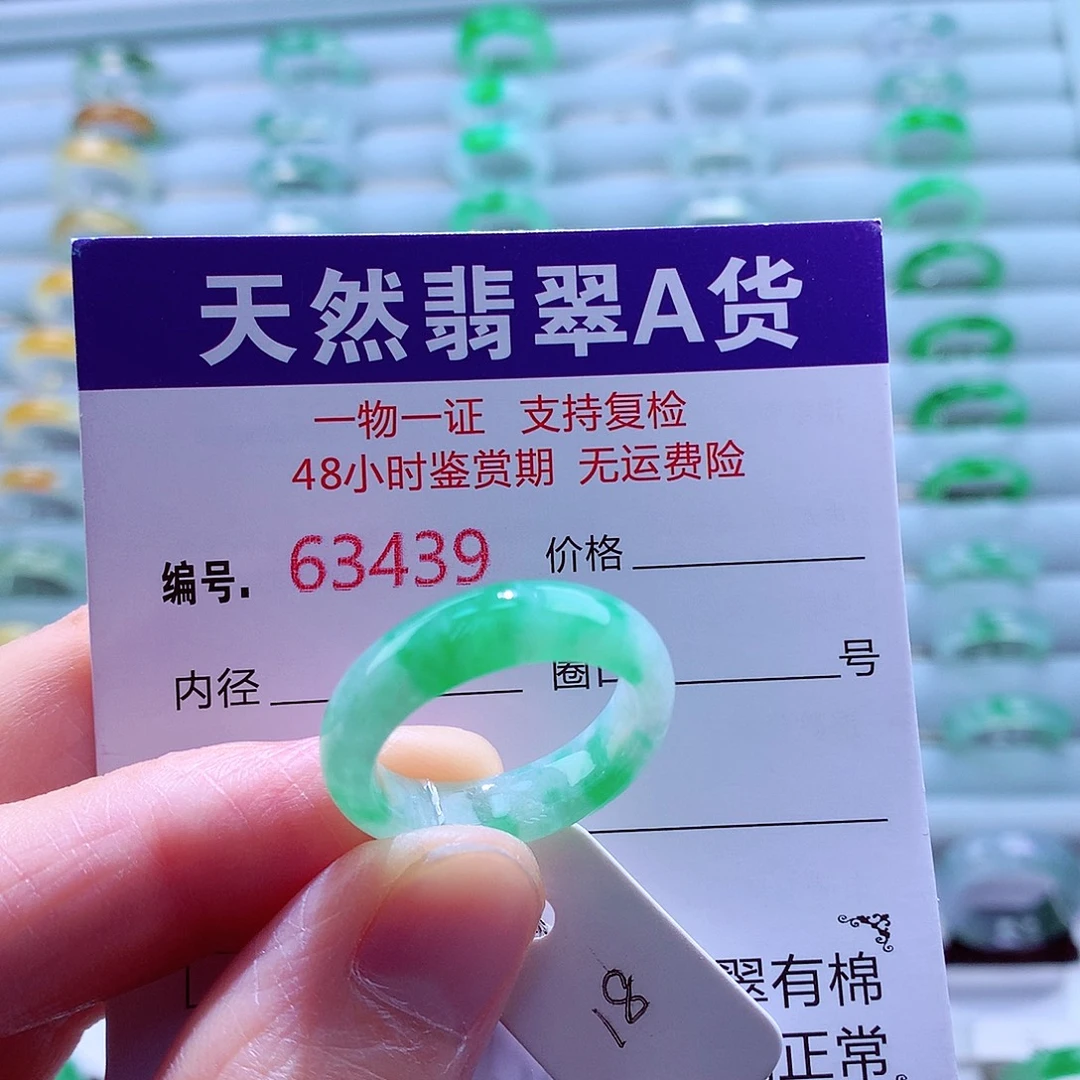 天然翡翠A货
一物一证 支持复检
48小时鉴赏期 无运费险
编号. 63439 价格
内径 圈口 号
18
翠有棉
正常